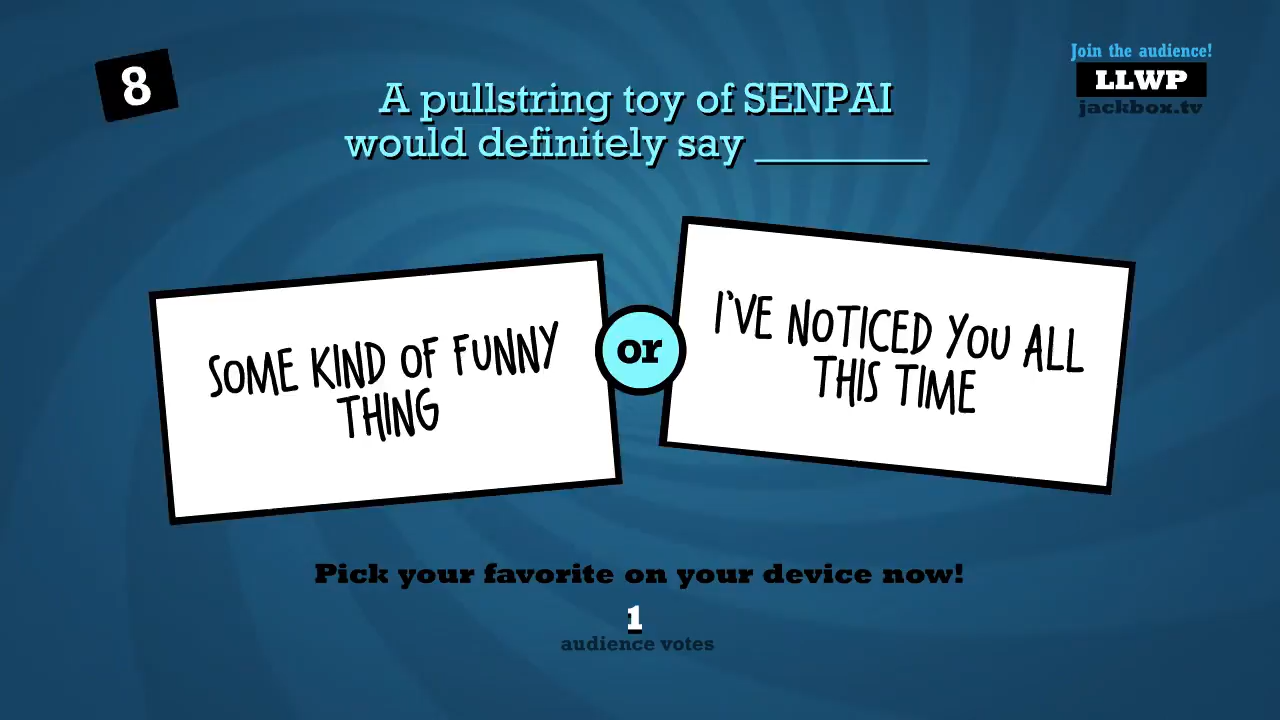 8
Join the audience!
LLWP
jackbox.tv
A pullstring toy of SENPAI
would definitely say ________
SOME KIND OF FUNNY
THING
or
I'VE NOTICED YOU ALL
THIS TIME
Pick your favorite on your device now!
1
audience votes